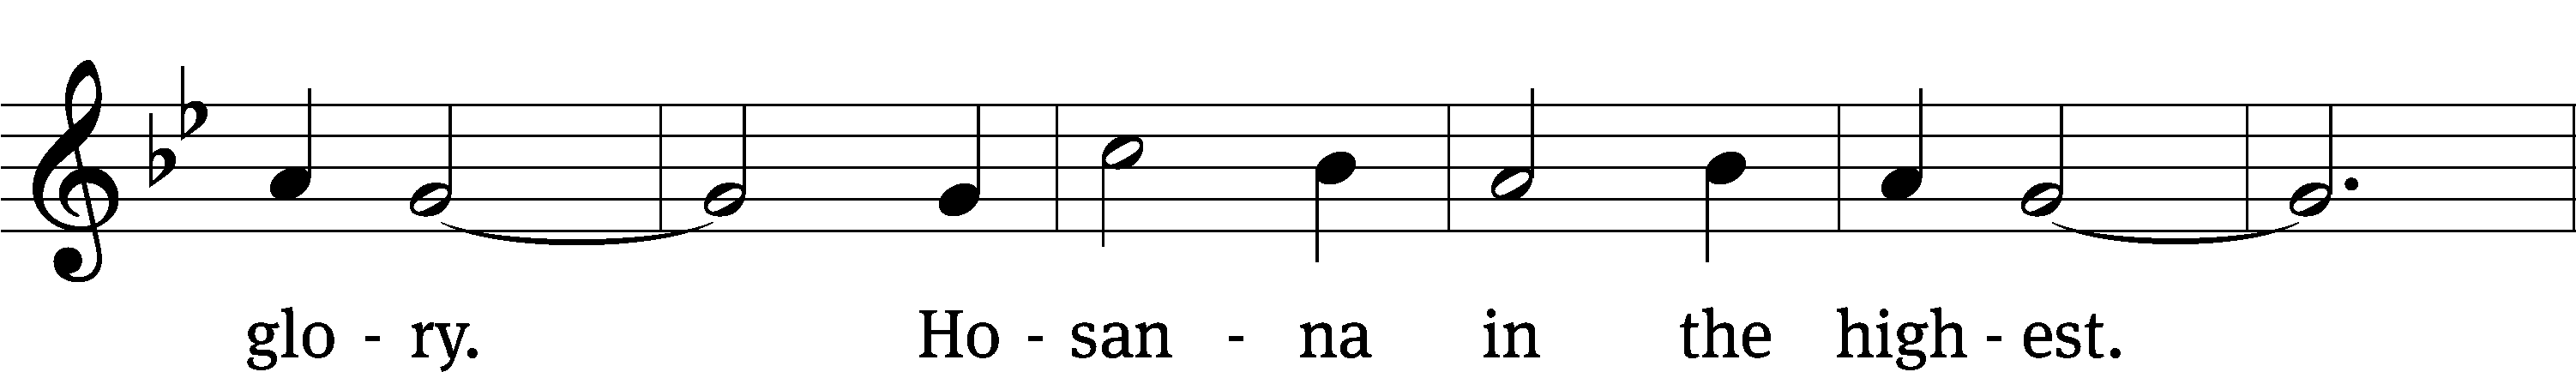 glo - ry. Ho - san - na in the high - est.